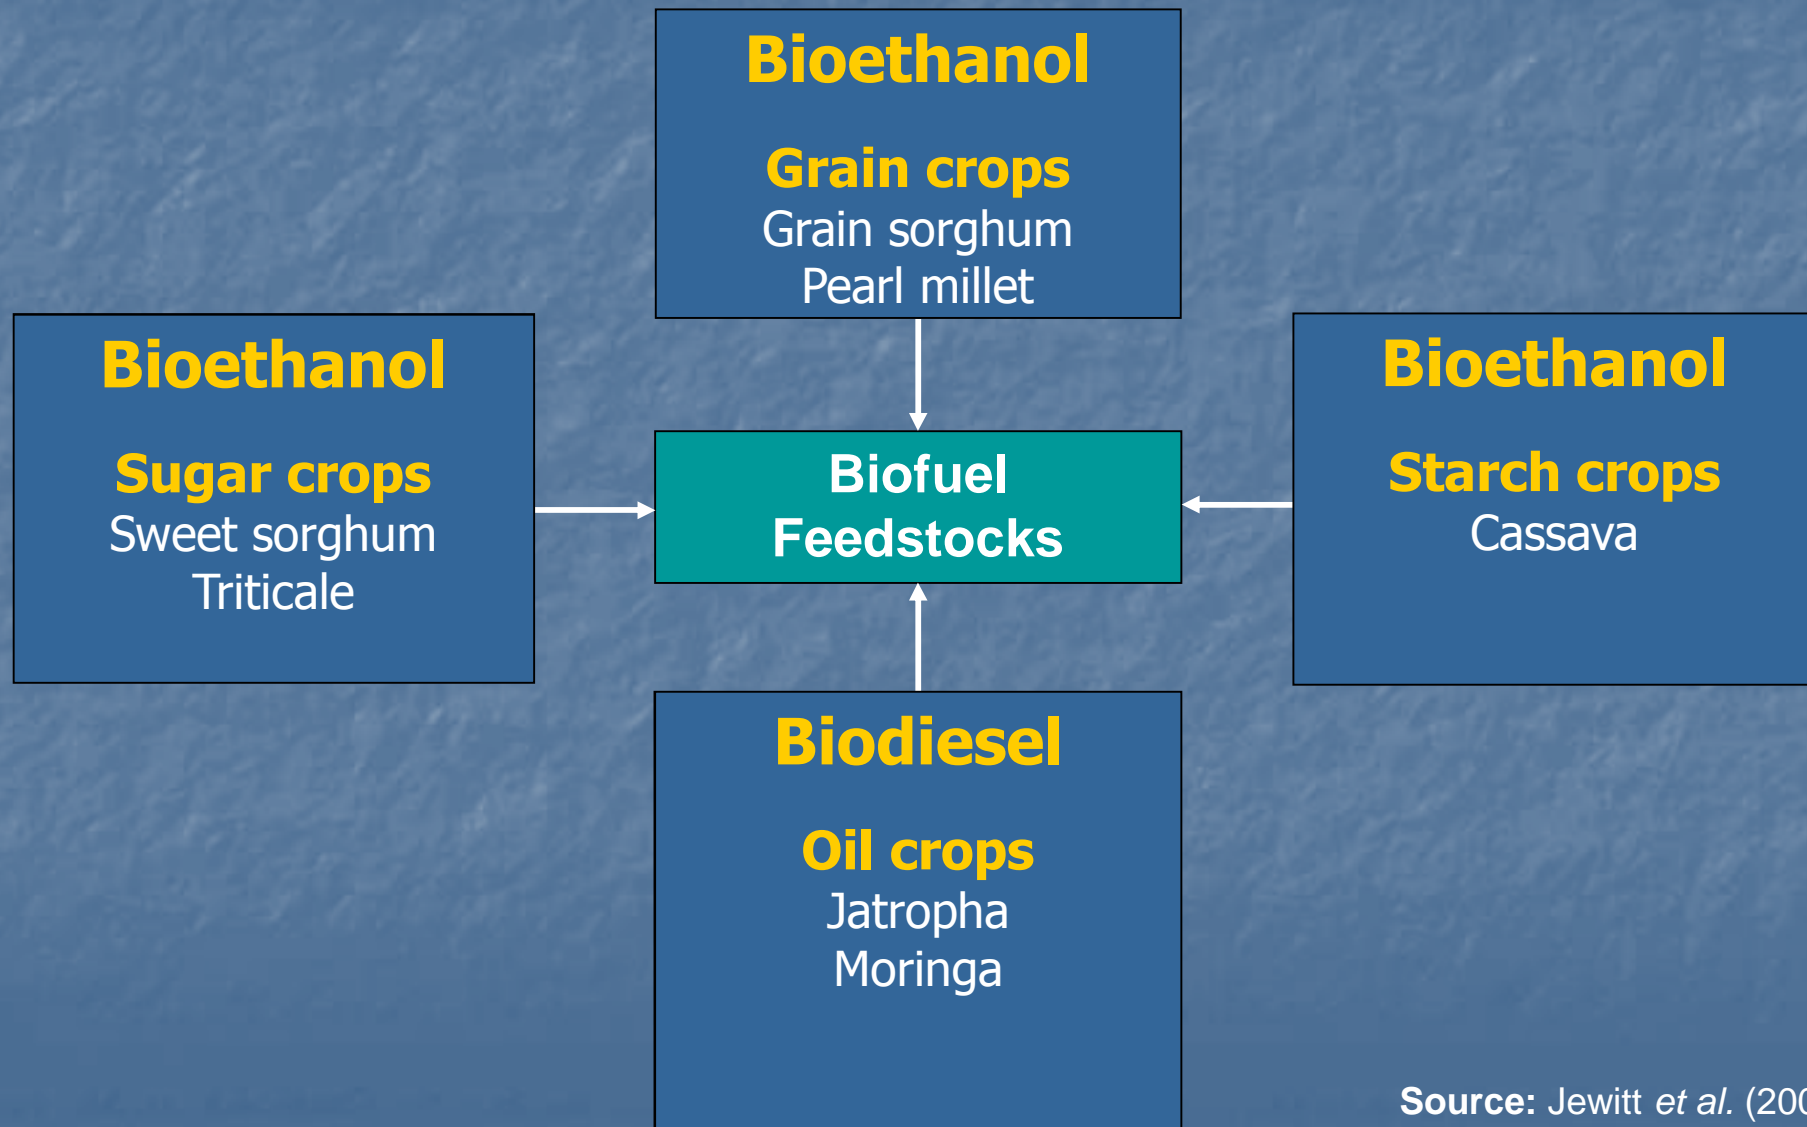 Bioethanol
Grain crops
Grain sorghum
Pearl millet
Bioethanol
Sugar crops
Sweet sorghum
Triticale
Biofuel
Feedstocks
Bioethanol
Starch crops
Cassava
Biodiesel
Oil crops
Jatropha
Moringa
Source: Jewitt et al. (200